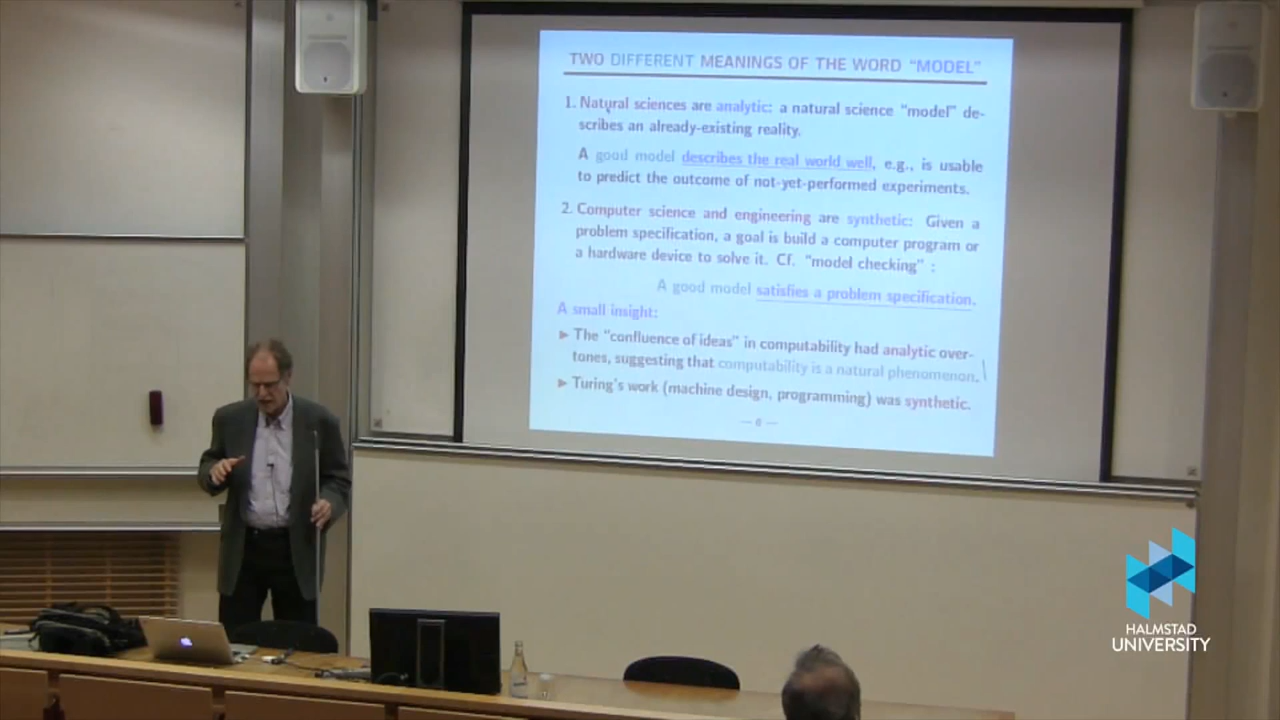 TWO DIFFERENT MEANINGS OF THE WORD “MODEL”
1. Natural sciences are analytic: a natural science “model” de-
scribes an already-existing reality.
A good model describes the real world well, e.g., is usable
to predict the outcome of not-yet-performed experiments.
2. Computer science and engineering are synthetic: Given a
problem specification, a goal is build a computer program or
a hardware device to solve it. Cf. “model checking” :
A good model satisfies a problem specification.
A small insight:
▶ The “confluence of ideas” in computability had analytic over-
tones, suggesting that computability is a natural phenomenon.
▶ Turing’s work (machine design, programming) was synthetic.
HALMSTAD
UNIVERSITY